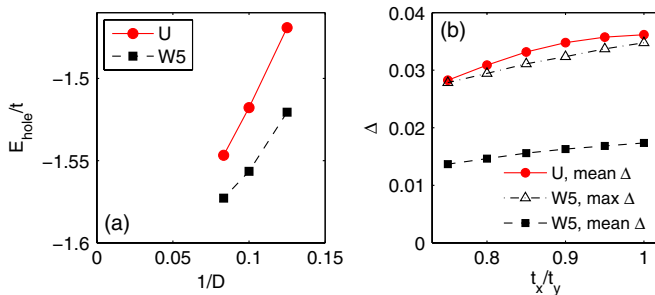 U
W5
−1.5
−1.55
−1.6
E_hole/t
(a)
0
0.05
0.1
0.15
1/D
(b)
0.04
0.03
0.02
0.01
0
Δ
U, mean Δ
W5, max Δ
W5, mean Δ
0.8
0.9
1
t_x/t_y